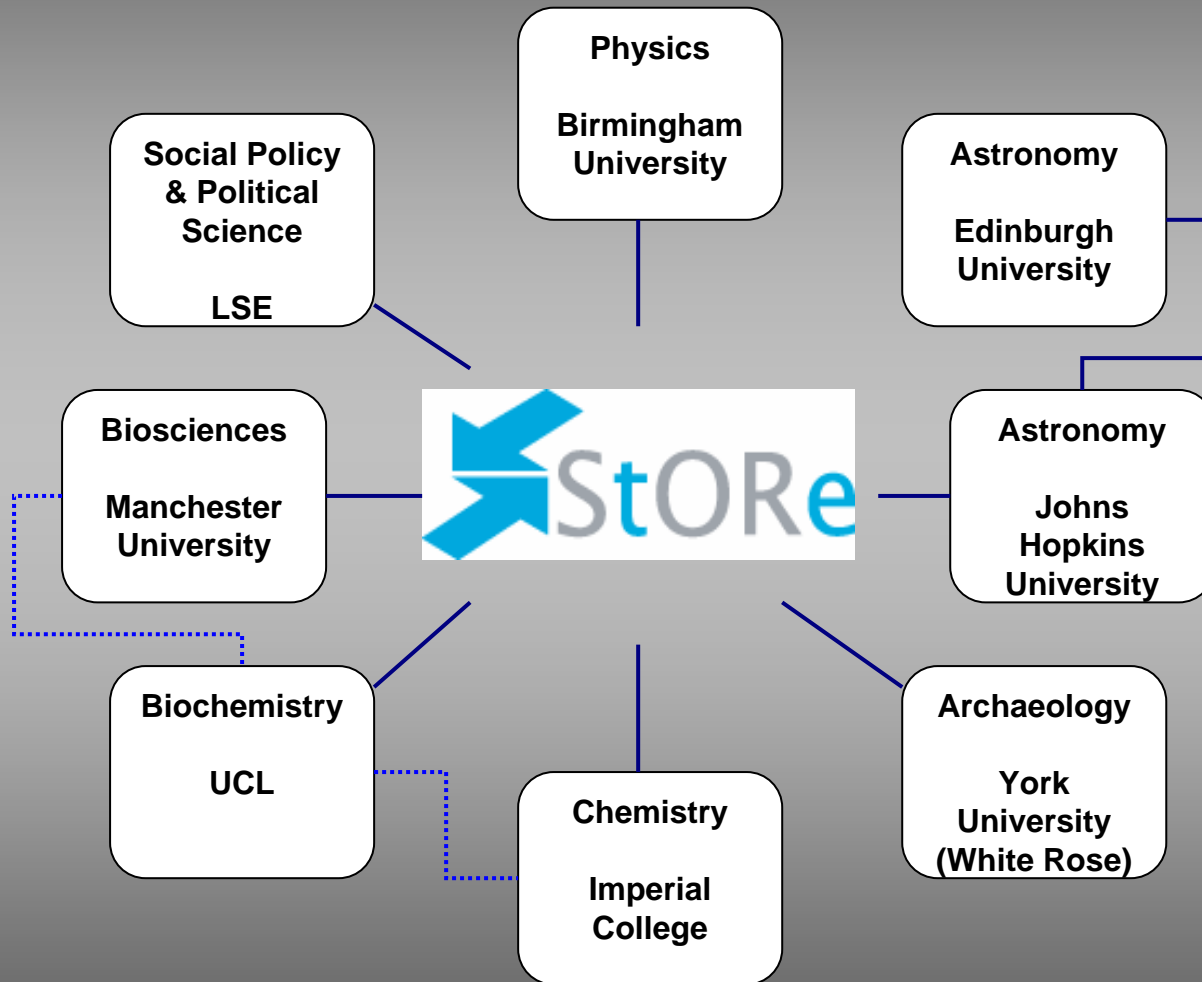 Physics
Birmingham
University
Social Policy
& Political
Science
LSE
Astronomy
Edinburgh
University
Biosciences
Manchester
University
StORe
Astronomy
Johns
Hopkins
University
Biochemistry
UCL
Chemistry
Imperial
College
Archaeology
York
University
(White Rose)